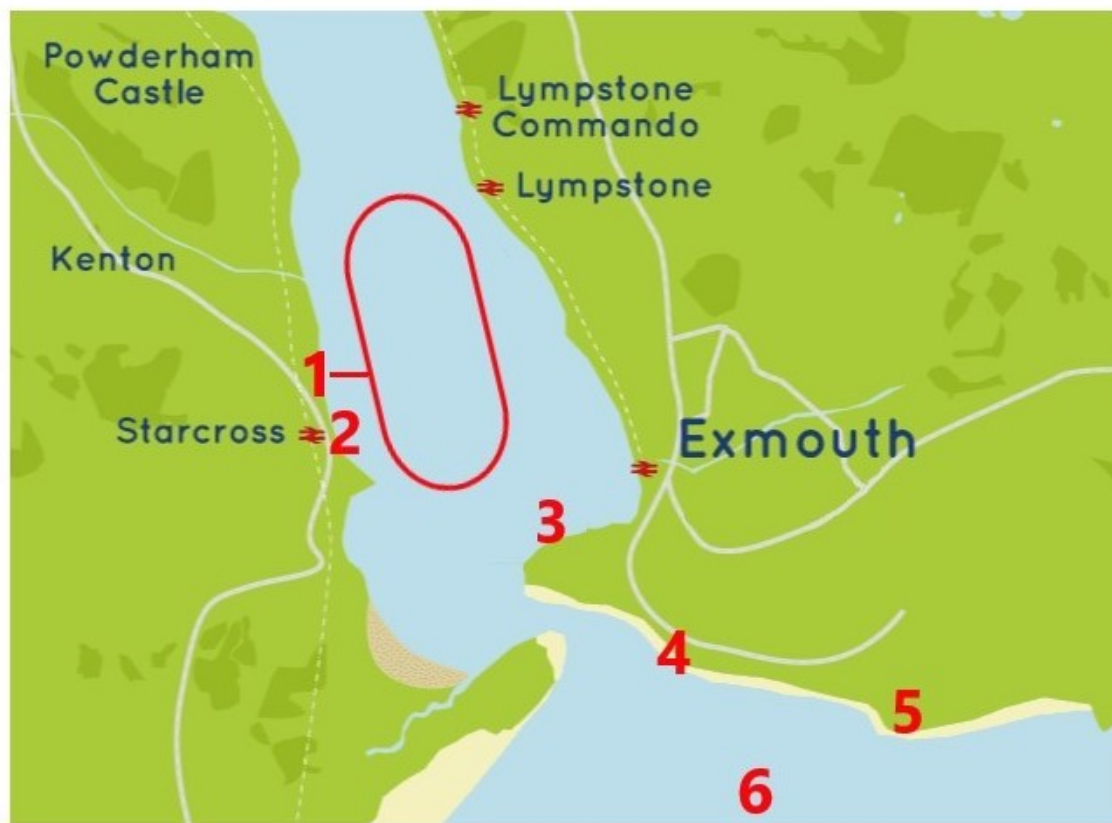 Powderham
Castle
Lympstone
Commando
Lympstone
Kenton
1
Starcross
2
Exmouth
3
4
5
6